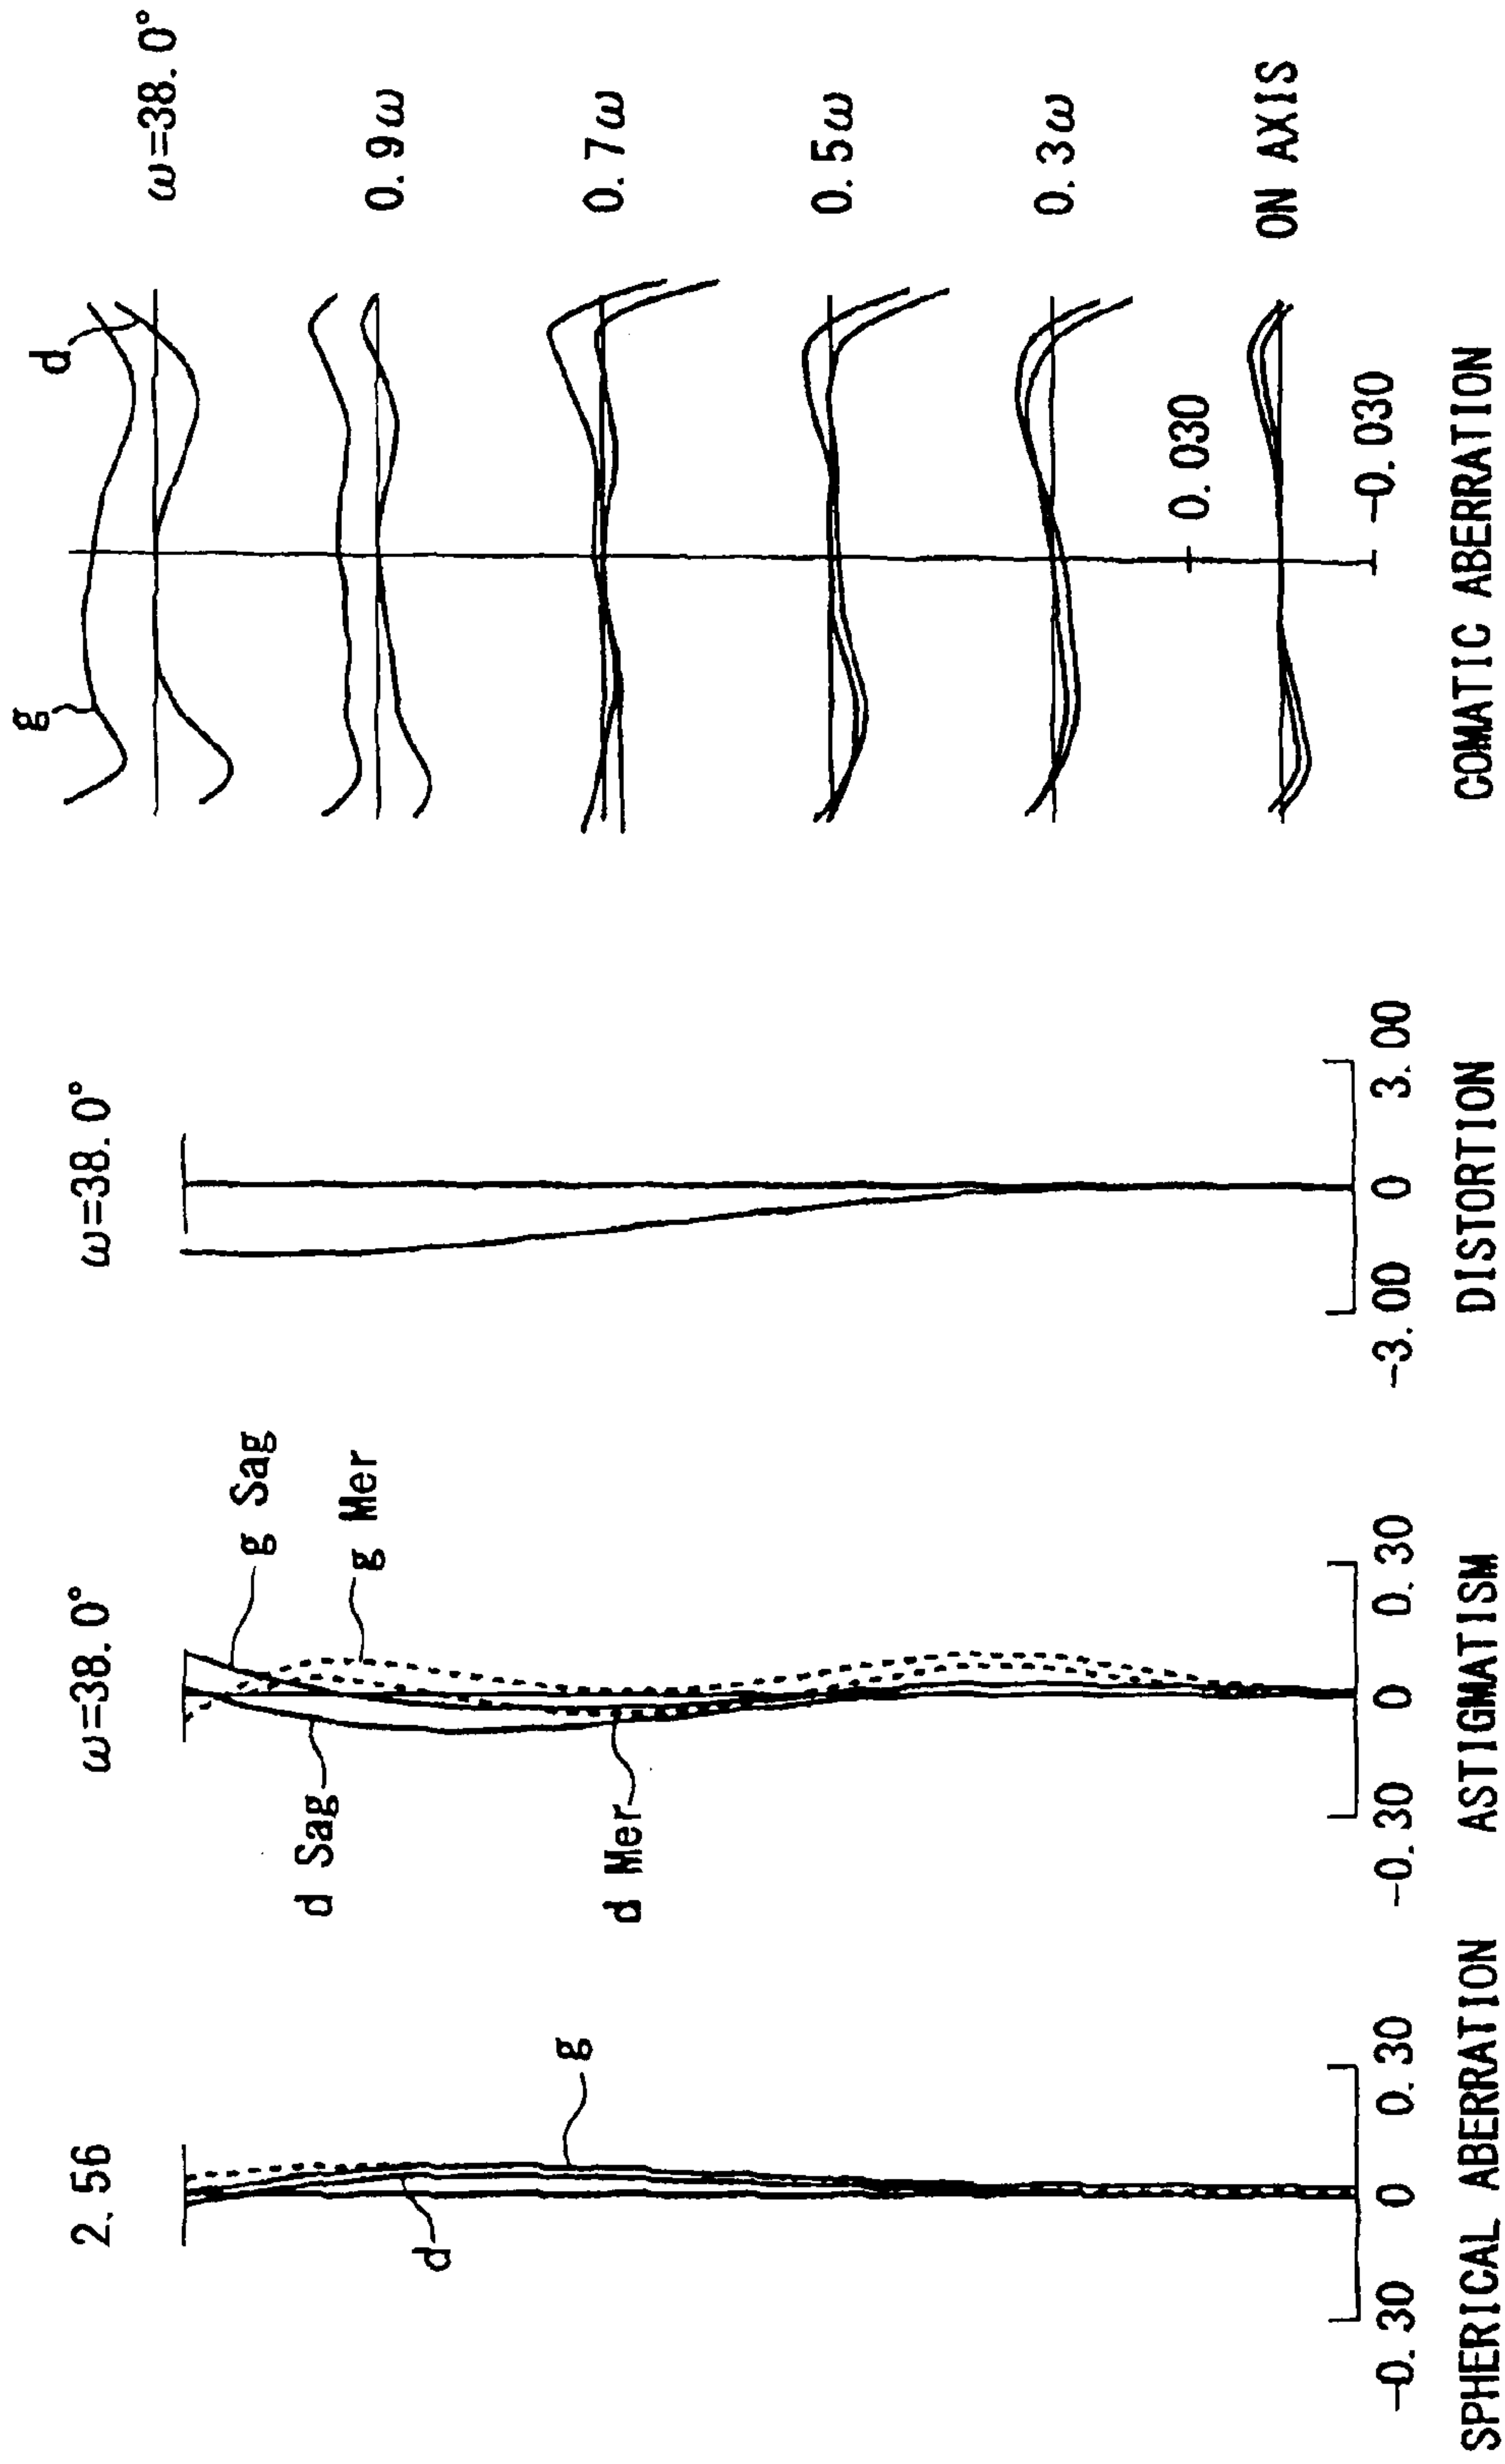 2. 56
g
d
-0. 30 0 0. 30
SPHERICAL ABERRATION
ω=38. 0°
g Sag
g Mer
d Sag
d Mer
-0. 30 0 0. 30
ASTIGMATISM
ω=38. 0°
-3. 00 0 3. 00
DISTORTION
g
d
ω=38. 0°
0. 9ω
0. 7ω
0. 5ω
0. 3ω
0. 030
ON AXIS
-0. 030
COMATIC ABERRATION